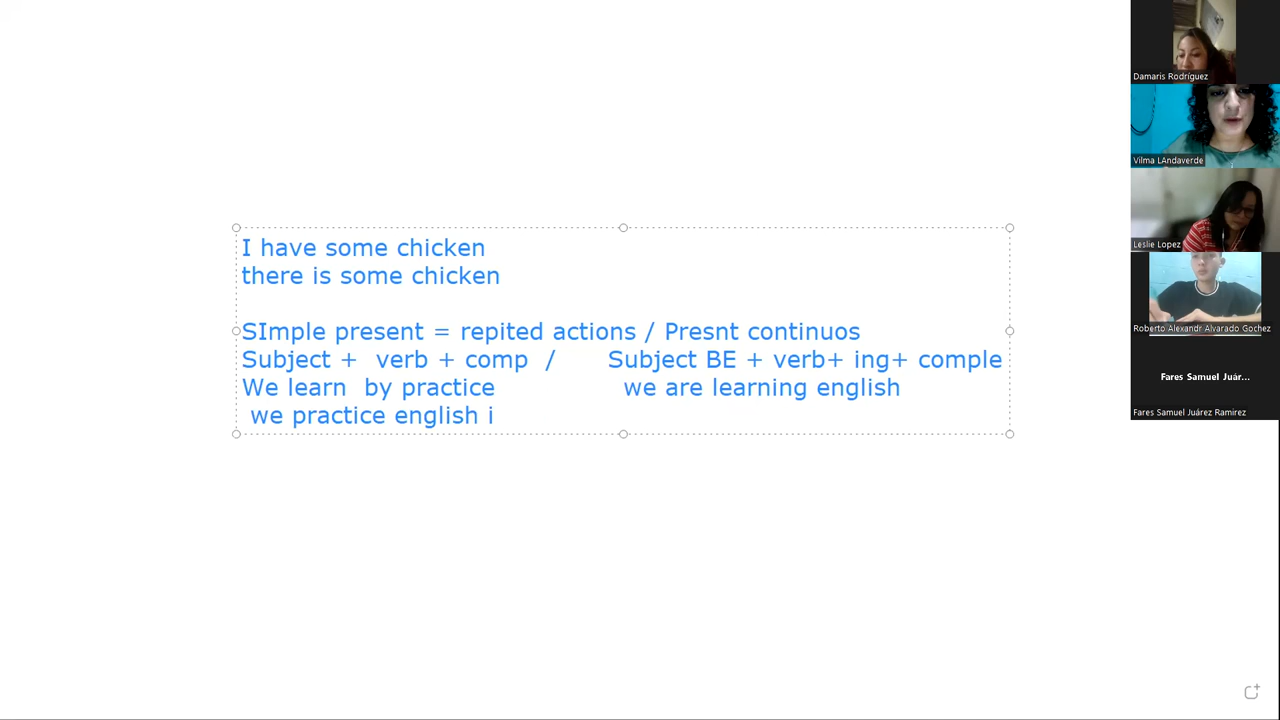 I have some chicken
there is some chicken
SImple present = repited actions / Presnt continuos
Subject + verb + comp / Subject BE + verb+ ing+ comple
We learn by practice we are learning english
we practice english i
Damaris Rodríguez
Vilma LAndaverde
Leslie Lopez
Roberto Alexandr Alvarado Gochez
Fares Samuel Juár...
Fares Samuel Juárez Ramirez